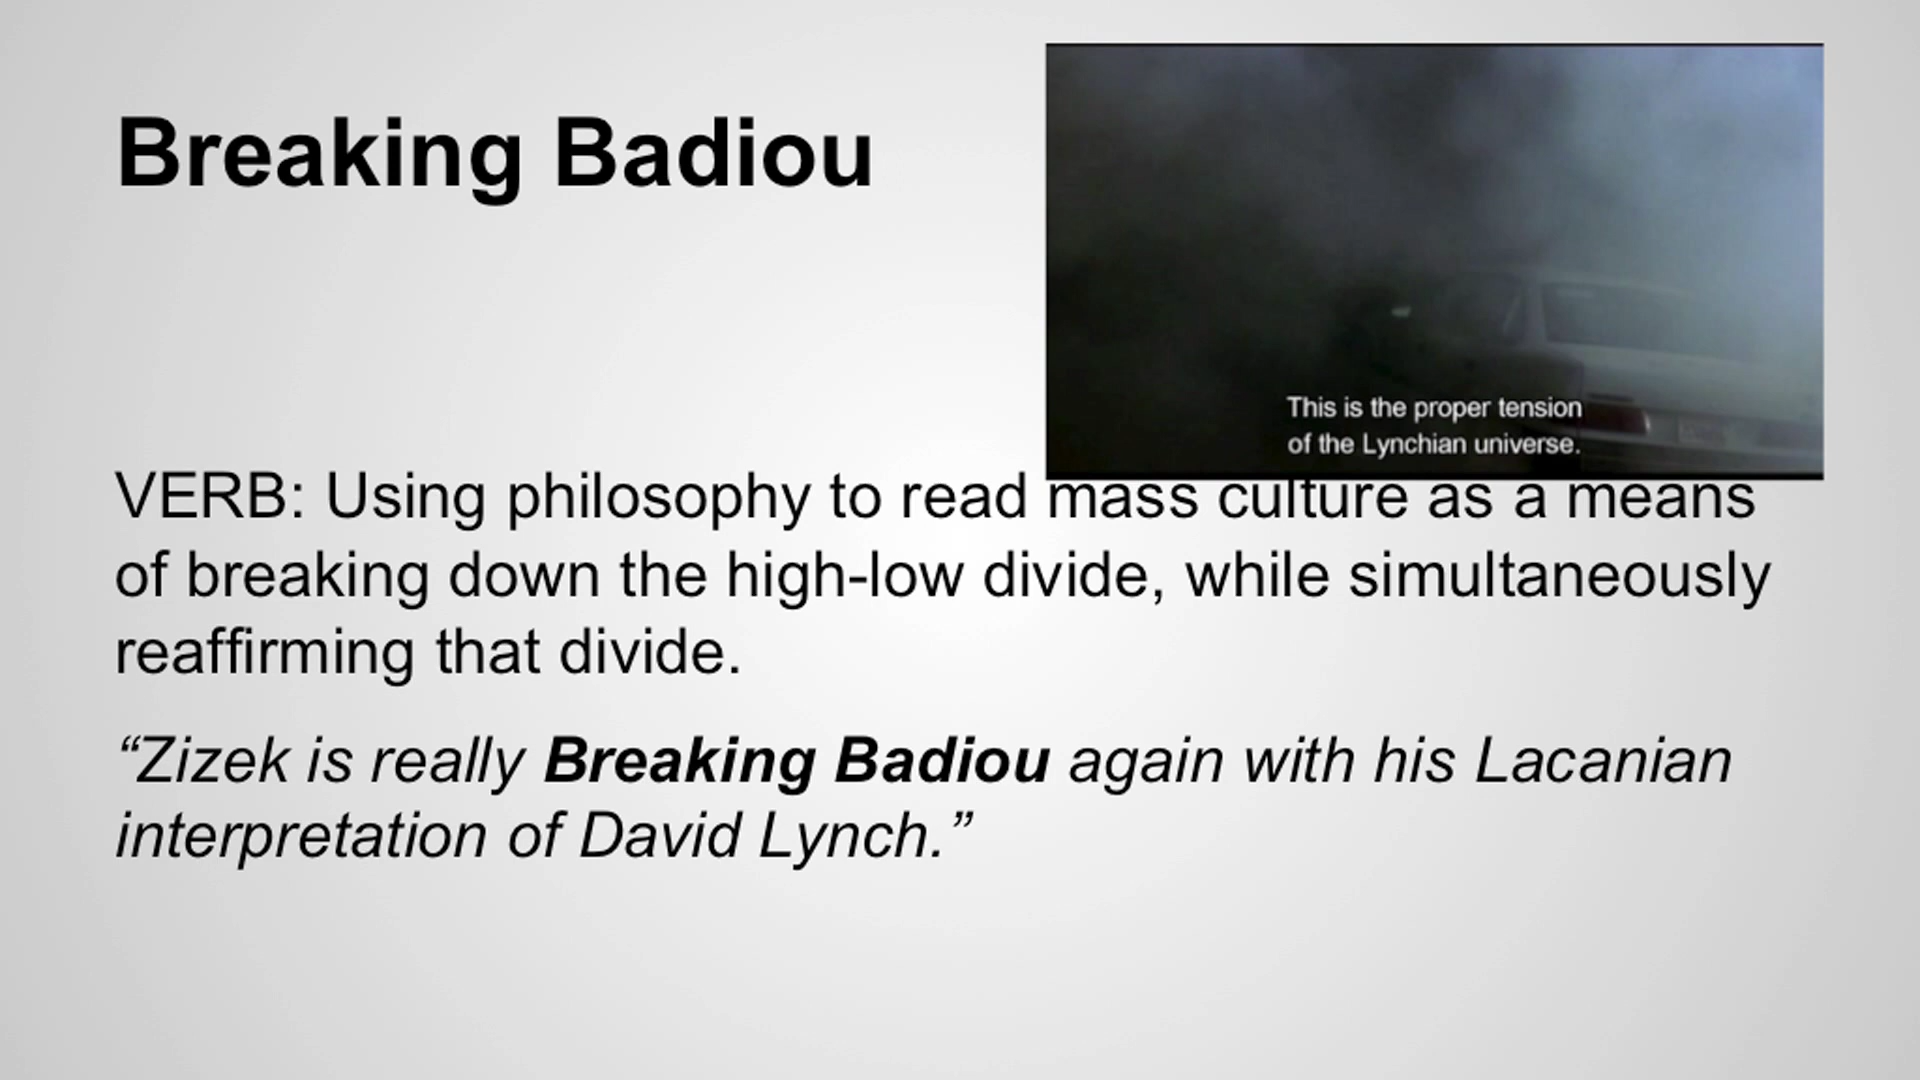 Breaking Badiou
This is the proper tension
of the Lynchian universe.
VERB: Using philosophy to read mass culture as a means
of breaking down the high-low divide, while simultaneously
reaffirming that divide.
“Zizek is really Breaking Badiou again with his Lacanian
interpretation of David Lynch.”